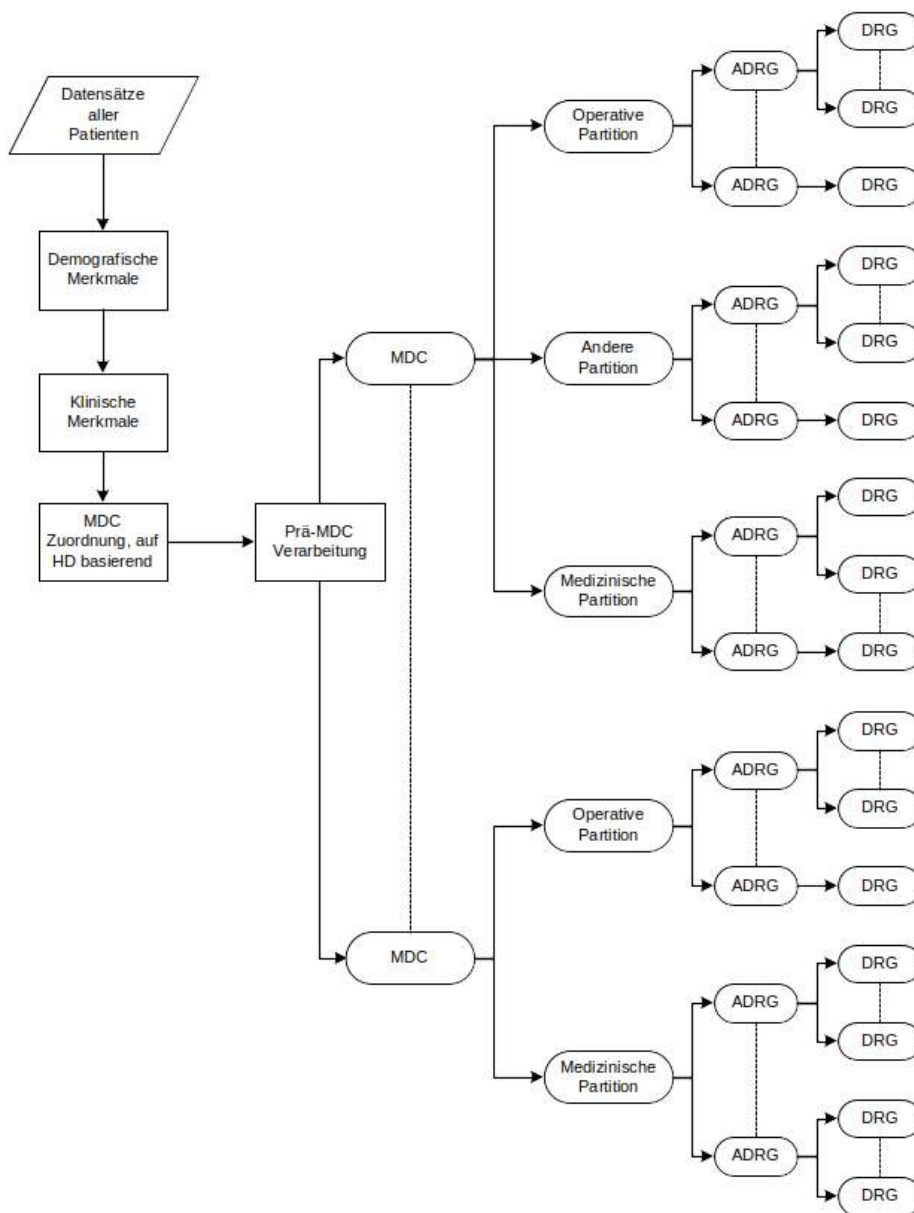 Datensätze
aller
Patienten
Demografische
Merkmale
Klinische
Merkmale
MDC
Zuordnung, auf
HD basierend
Prä-MDC
Verarbeitung
MDC
Operative
Partition
ADRG
DRG
DRG
ADRG
DRG
Andere
Partition
ADRG
DRG
DRG
ADRG
DRG
Medizinische
Partition
ADRG
DRG
DRG
ADRG
DRG
MDC
Operative
Partition
ADRG
DRG
DRG
ADRG
DRG
Medizinische
Partition
ADRG
DRG
DRG
ADRG
DRG
DRG